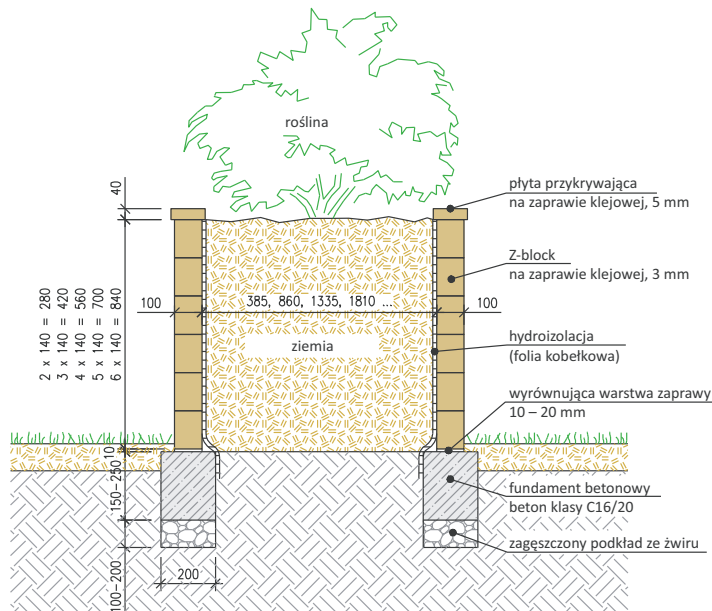 roślina
40
płyta przykrywająca
na zaprawie klejowej, 5 mm
Z-block
na zaprawie klejowej, 3 mm
100
385, 860, 1335, 1810 ...
100
2 x 140 = 280
3 x 140 = 420
4 x 140 = 560
5 x 140 = 700
6 x 140 = 840
ziemia
hydroizolacja
(folia kobełkowa)
wyrównująca warstwa zaprawy
10 – 20 mm
10
150–250
fundament betonowy
beton klasy C16/20
zagęszczony podkład ze żwiru
200
100–200